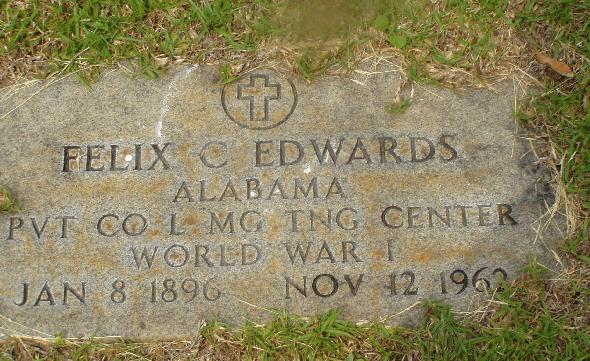 FELIX C EDWARDS
ALABAMA
PVT CO L MG TNG CENTER
WORLD WAR I
JAN 8 1896 NOV 12 1962